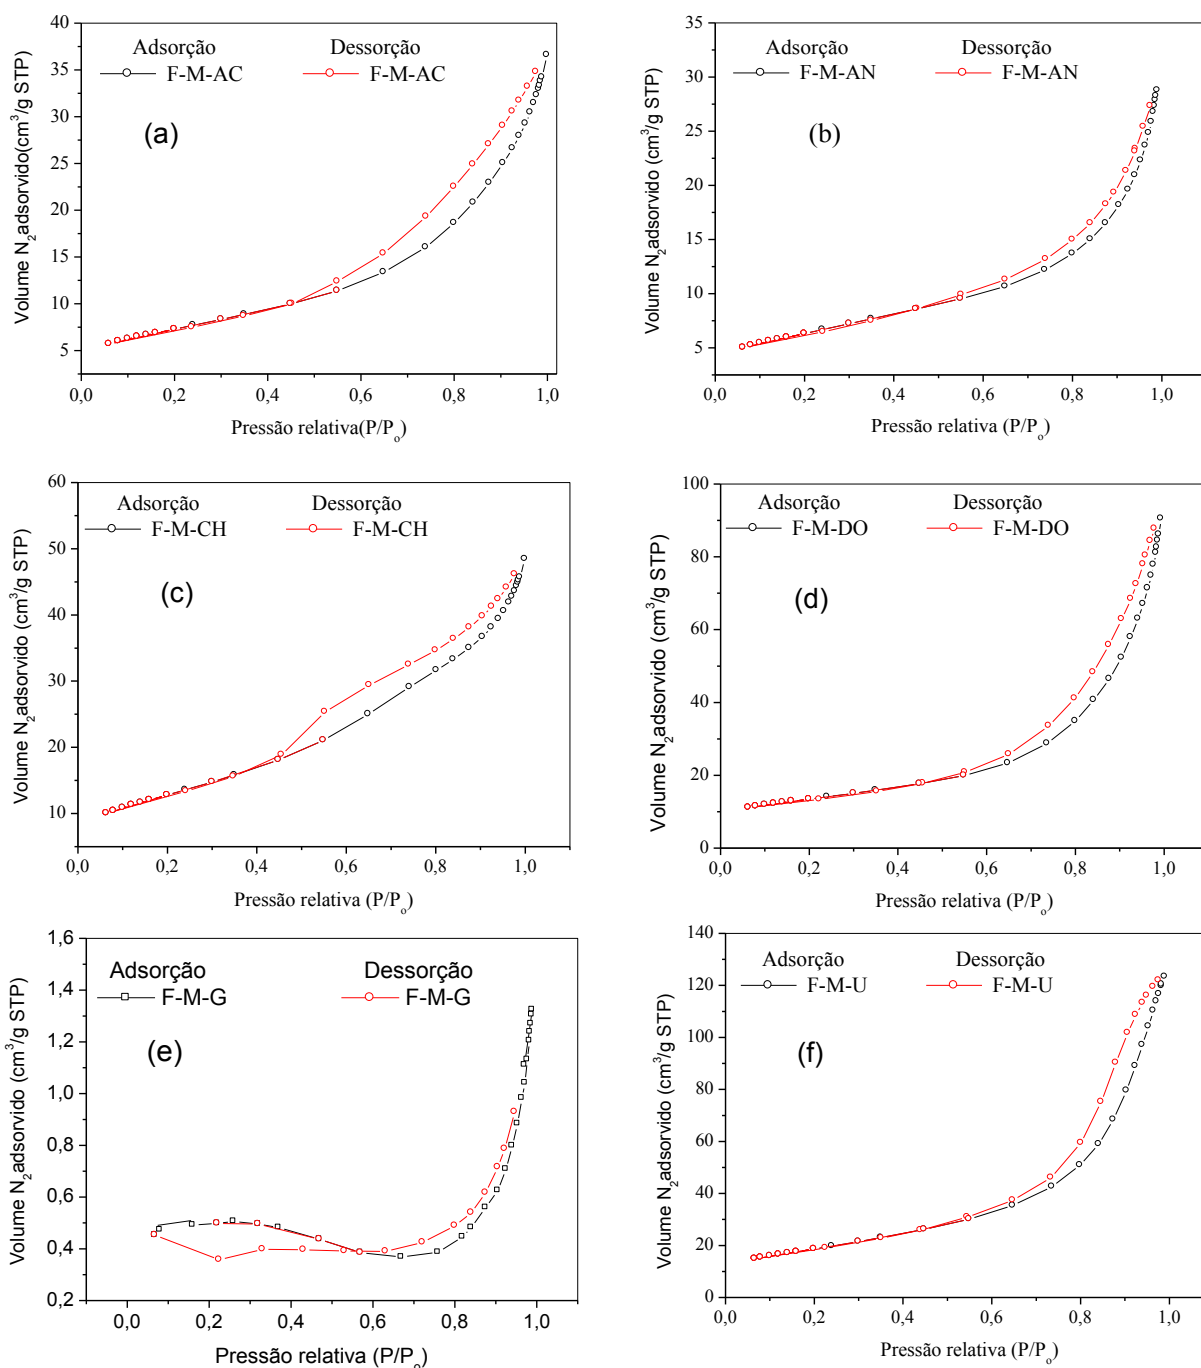 40
35
30
25
20
15
10
5
Volume N2adsorvido(cm3/g STP)
Adsorção Dessorção
F-M-AC F-M-AC
(a)
0,0 0,2 0,4 0,6 0,8 1,0
Pressão relativa(P/Po)
35
30
25
20
15
10
5
Volume N2adsorvido (cm3/g STP)
Adsorção Dessorção
F-M-AN F-M-AN
(b)
0,0 0,2 0,4 0,6 0,8 1,0
Pressão relativa (P/Po)
60
50
40
30
20
10
Volume N2adsorvido (cm3/g STP)
Adsorção Dessorção
F-M-CH F-M-CH
(c)
0,0 0,2 0,4 0,6 0,8 1,0
Pressão relativa (P/Po)
100
80
60
40
20
0
Volume N2adsorvido (cm3/g STP)
Adsorção Dessorção
F-M-DO F-M-DO
(d)
0,0 0,2 0,4 0,6 0,8 1,0
Pressão relativa (P/Po)
1,6
1,4
1,2
1,0
0,8
0,6
0,4
0,2
Volume N2adsorvido (cm3/g STP)
Adsorção Dessorção
F-M-G F-M-G
(e)
0,0 0,2 0,4 0,6 0,8 1,0
Pressão relativa (P/Po)
140
120
100
80
60
40
20
0
Volume N2adsorvido (cm3/g STP)
Adsorção Dessorção
F-M-U F-M-U
(f)
0,0 0,2 0,4 0,6 0,8 1,0
Pressão relativa (P/Po)